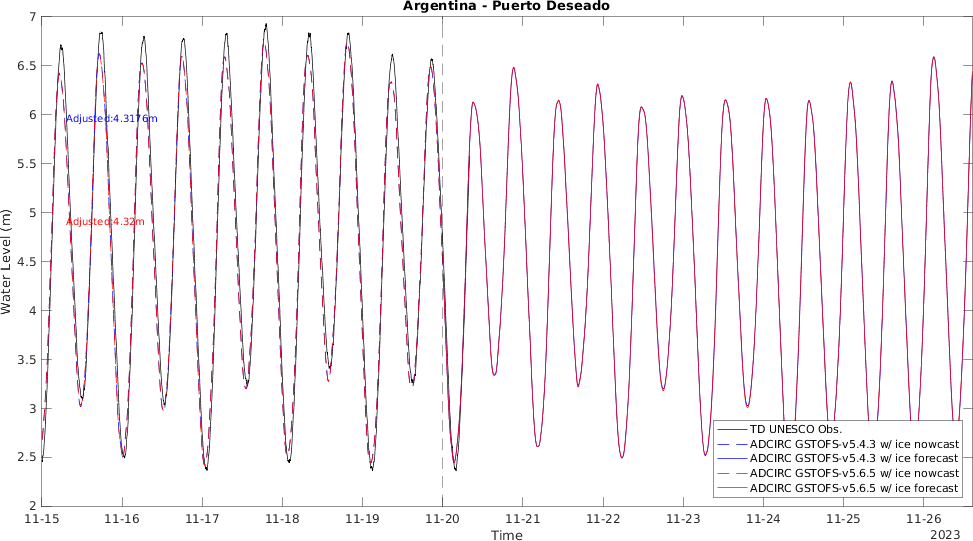 Argentina - Puerto Deseado
7
6.5
6
5.5
5
4.5
4
3.5
3
2.5
2
Water Level (m)
Adjusted:4.3176m
Adjusted:4.32m
TD UNESCO Obs.
ADCIRC GSTOFS-v5.4.3 w/ ice nowcast
ADCIRC GSTOFS-v5.4.3 w/ ice forecast
ADCIRC GSTOFS-v5.6.5 w/ ice nowcast
ADCIRC GSTOFS-v5.6.5 w/ ice forecast
11-15 11-16 11-17 11-18 11-19 11-20 11-21 11-22 11-23 11-24 11-25 11-26
2023
Time